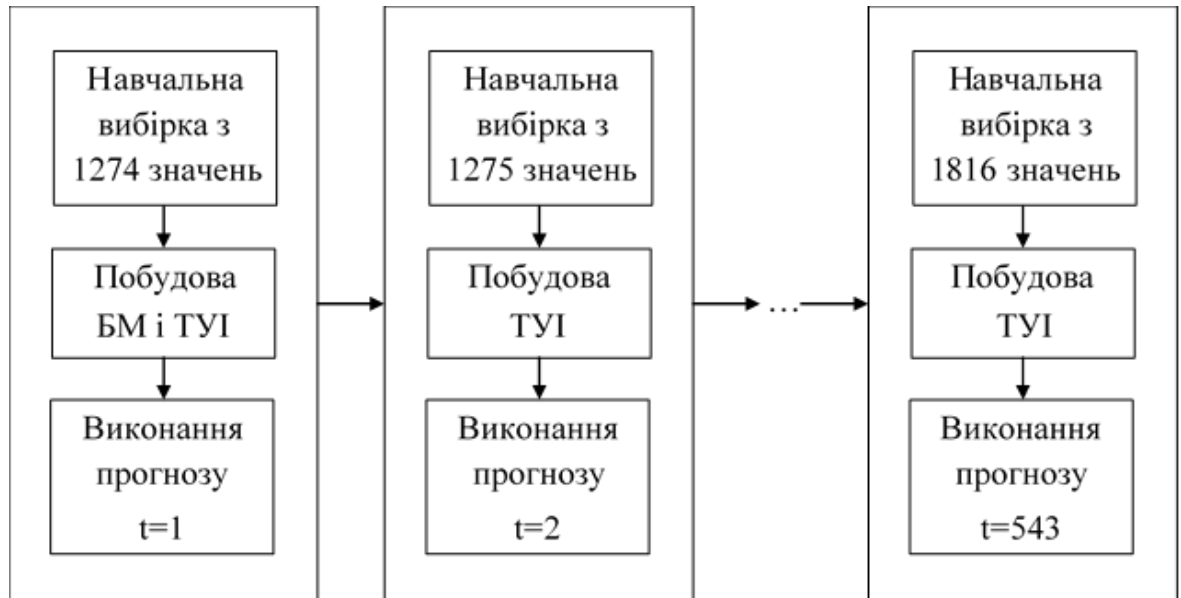 Навчальна
вибірка з
1274 значень
Побудова
БМ і ТУІ
Виконання
прогнозу
t=1
Навчальна
вибірка з
1275 значень
Побудова
ТУІ
Виконання
прогнозу
t=2
...
Навчальна
вибірка з
1816 значень
Побудова
ТУІ
Виконання
прогнозу
t=543